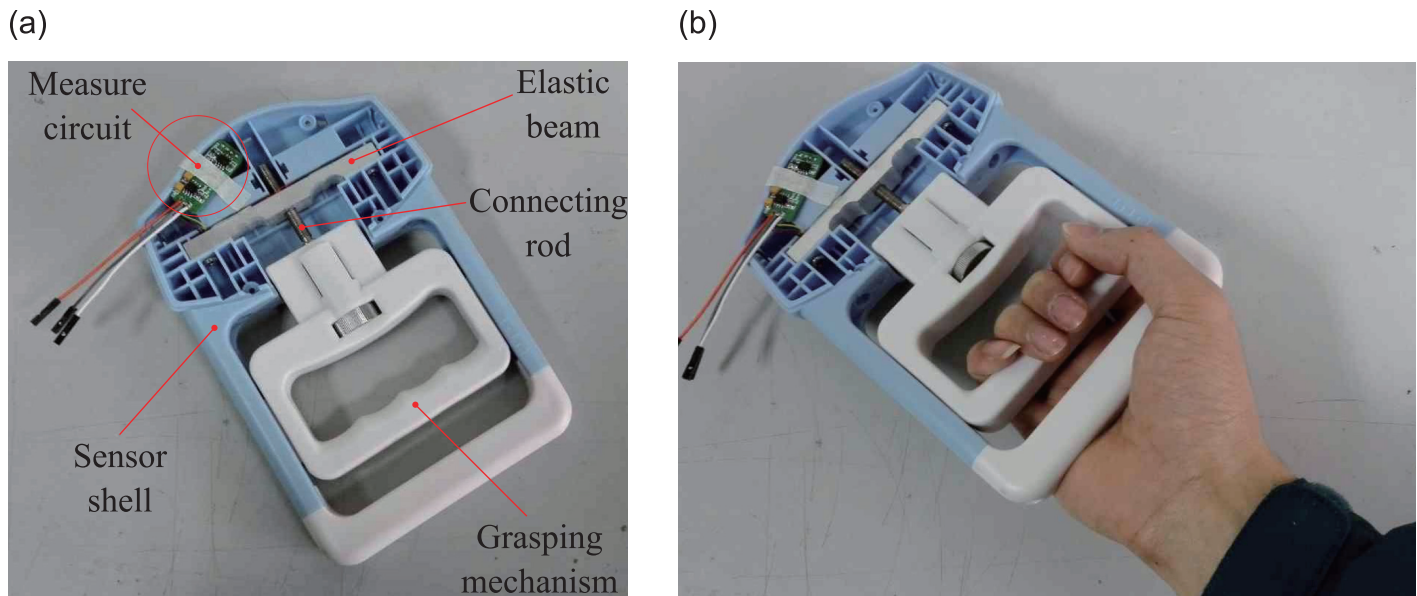 (a)
(b)
Measure
circuit
Elastic
beam
Connecting
rod
Sensor
shell
Grasping
mechanism